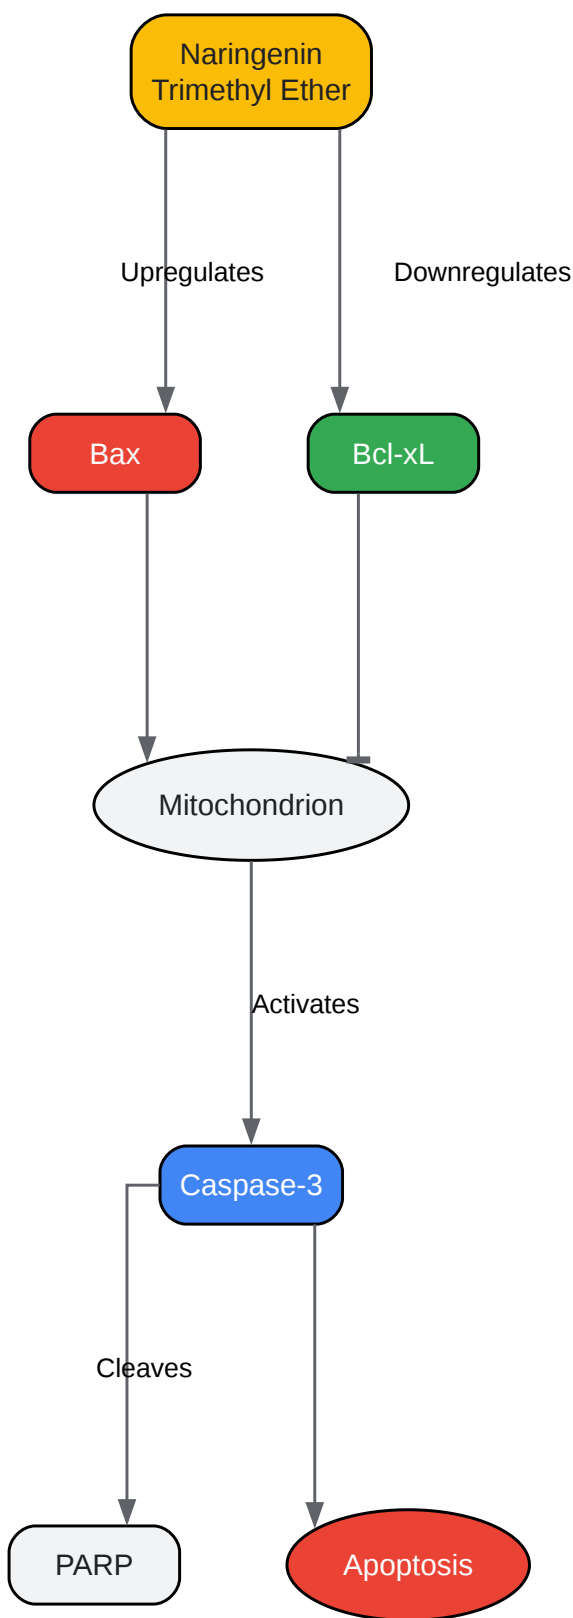 Naringenin
Trimethyl Ether
Upregulates
Downregulates
Bax
Bcl-xL
Mitochondrion
Activates
Caspase-3
Cleaves
PARP
Apoptosis